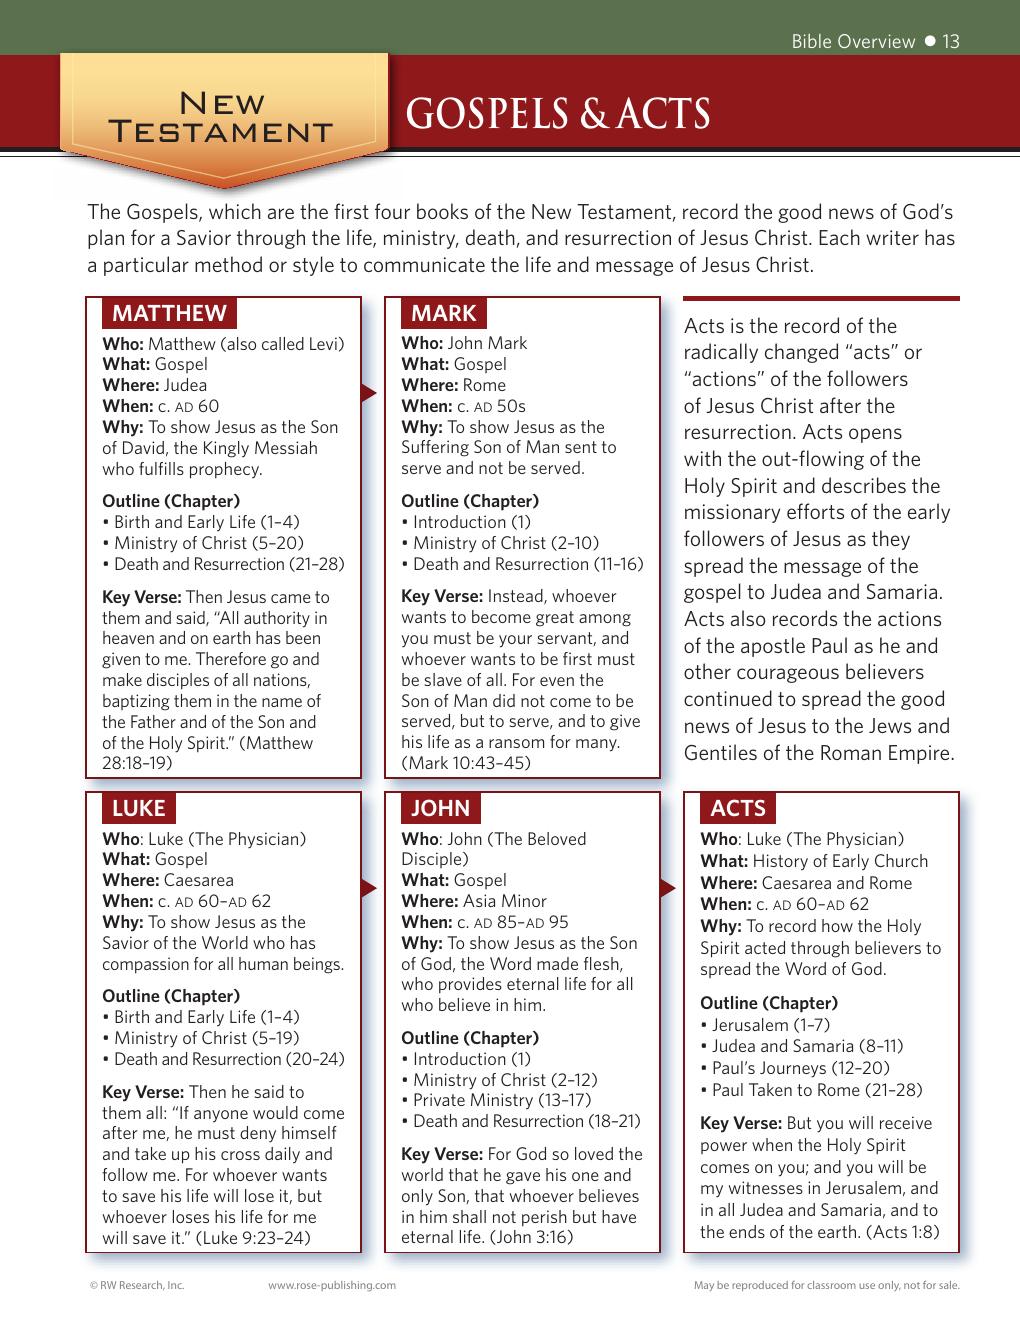 Bible Overview ● 13
NEW
TESTAMENT
GOSPELS & ACTS
The Gospels, which are the first four books of the New Testament, record the good news of God’s
plan for a Savior through the life, ministry, death, and resurrection of Jesus Christ. Each writer has
a particular method or style to communicate the life and message of Jesus Christ.
MATTHEW
Who: Matthew (also called Levi)
What: Gospel
Where: Judea
When: c. AD 60
Why: To show Jesus as the Son
of David, the Kingly Messiah
who fulfills prophecy.
Outline (Chapter)
• Birth and Early Life (1–4)
• Ministry of Christ (5–20)
• Death and Resurrection (21–28)
Key Verse: Then Jesus came to
them and said, “All authority in
heaven and on earth has been
given to me. Therefore go and
make disciples of all nations,
baptizing them in the name of
the Father and of the Son and
of the Holy Spirit.” (Matthew
28:18–19)
MARK
Who: John Mark
What: Gospel
Where: Rome
When: c. AD 50s
Why: To show Jesus as the
Suffering Son of Man sent to
serve and not be served.
Outline (Chapter)
• Introduction (1)
• Ministry of Christ (2–10)
• Death and Resurrection (11–16)
Key Verse: Instead, whoever
wants to become great among
you must be your servant, and
whoever wants to be first must
be slave of all. For even the
Son of Man did not come to be
served, but to serve, and to give
his life as a ransom for many.
(Mark 10:43–45)
Acts is the record of the
radically changed “acts” or
“actions” of the followers
of Jesus Christ after the
resurrection. Acts opens
with the out-flowing of the
Holy Spirit and describes the
missionary efforts of the early
followers of Jesus as they
spread the message of the
gospel to Judea and Samaria.
Acts also records the actions
of the apostle Paul as he and
other courageous believers
continued to spread the good
news of Jesus to the Jews and
Gentiles of the Roman Empire.
LUKE
Who: Luke (The Physician)
What: Gospel
Where: Caesarea
When: c. AD 60–AD 62
Why: To show Jesus as the
Savior of the World who has
compassion for all human beings.
Outline (Chapter)
• Birth and Early Life (1–4)
• Ministry of Christ (5–19)
• Death and Resurrection (20–24)
Key Verse: Then he said to
them all: “If anyone would come
after me, he must deny himself
and take up his cross daily and
follow me. For whoever wants
to save his life will lose it, but
whoever loses his life for me
will save it.” (Luke 9:23–24)
JOHN
Who: John (The Beloved
Disciple)
What: Gospel
Where: Asia Minor
When: c. AD 85–AD 95
Why: To show Jesus as the Son
of God, the Word made flesh,
who provides eternal life for all
who believe in him.
Outline (Chapter)
• Introduction (1)
• Ministry of Christ (2–12)
• Private Ministry (13–17)
• Death and Resurrection (18–21)
Key Verse: For God so loved the
world that he gave his one and
only Son, that whoever believes
in him shall not perish but have
eternal life. (John 3:16)
ACTS
Who: Luke (The Physician)
What: History of Early Church
Where: Caesarea and Rome
When: c. AD 60–AD 62
Why: To record how the Holy
Spirit acted through believers to
spread the Word of God.
Outline (Chapter)
• Jerusalem (1–7)
• Judea and Samaria (8–11)
• Paul’s Journeys (12–20)
• Paul Taken to Rome (21–28)
Key Verse: But you will receive
power when the Holy Spirit
comes on you; and you will be
my witnesses in Jerusalem, and
in all Judea and Samaria, and to
the ends of the earth. (Acts 1:8)
© RW Research, Inc.
www.rose-publishing.com
May be reproduced for classroom use only, not for sale.